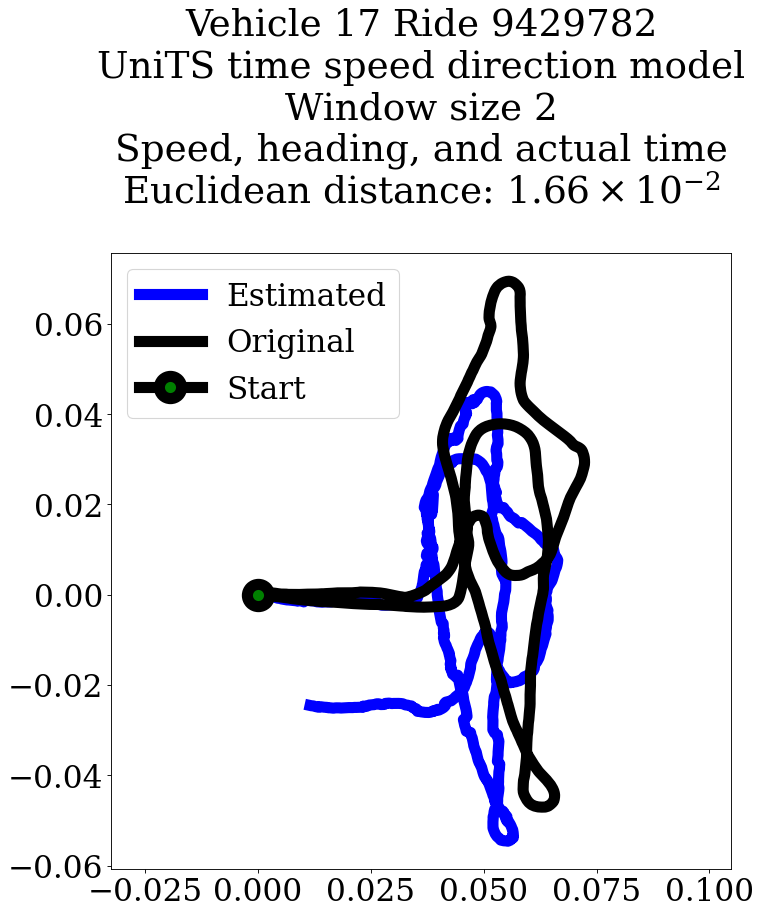 Vehicle 17 Ride 9429782
UniTS time speed direction model
Window size 2
Speed, heading, and actual time
Euclidean distance: 1.66 × 10⁻²
Estimated
Original
Start
0.06
0.04
0.02
0.00
−0.02
−0.04
−0.06
−0.025 0.000 0.025 0.050 0.075 0.100